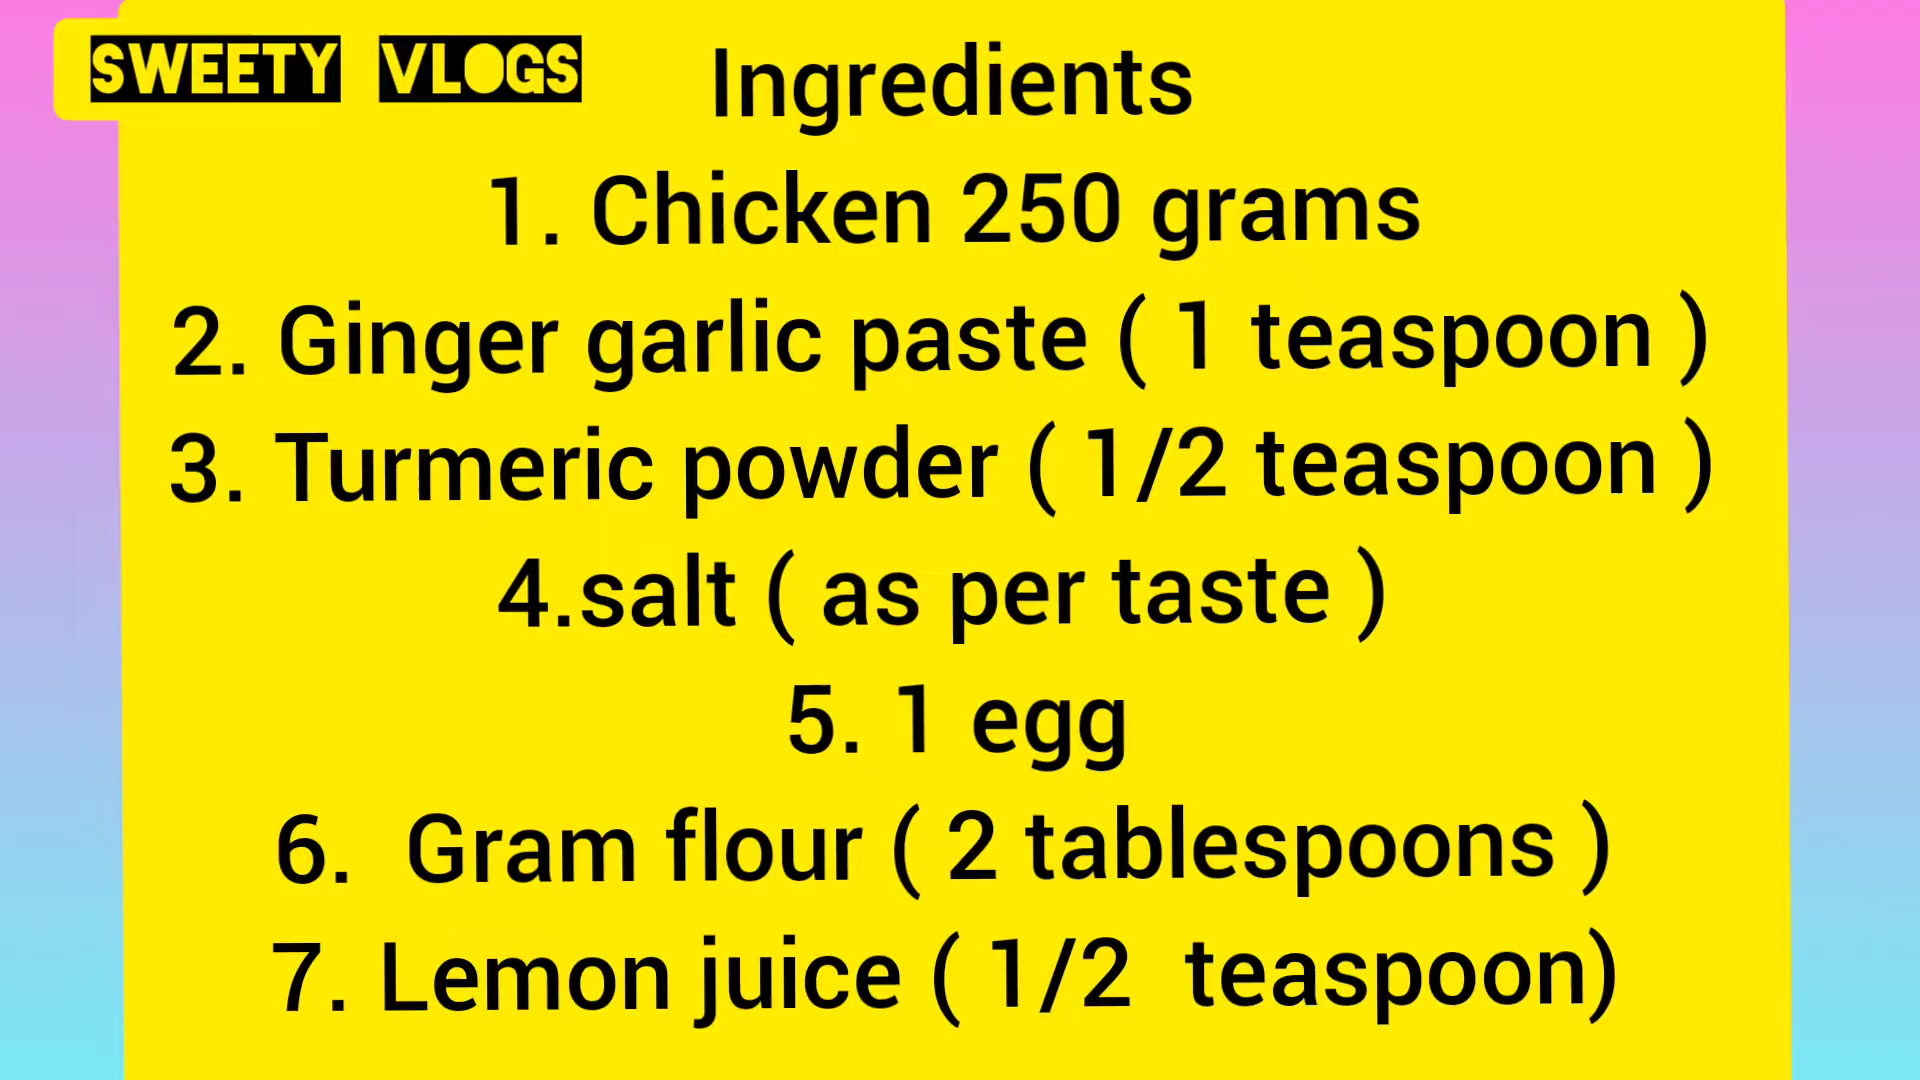 SWEETY VLOGS
Ingredients
1. Chicken 250 grams
2. Ginger garlic paste ( 1 teaspoon )
3. Turmeric powder ( 1/2 teaspoon )
4.salt ( as per taste )
5. 1 egg
6. Gram flour ( 2 tablespoons )
7. Lemon juice ( 1/2 teaspoon)